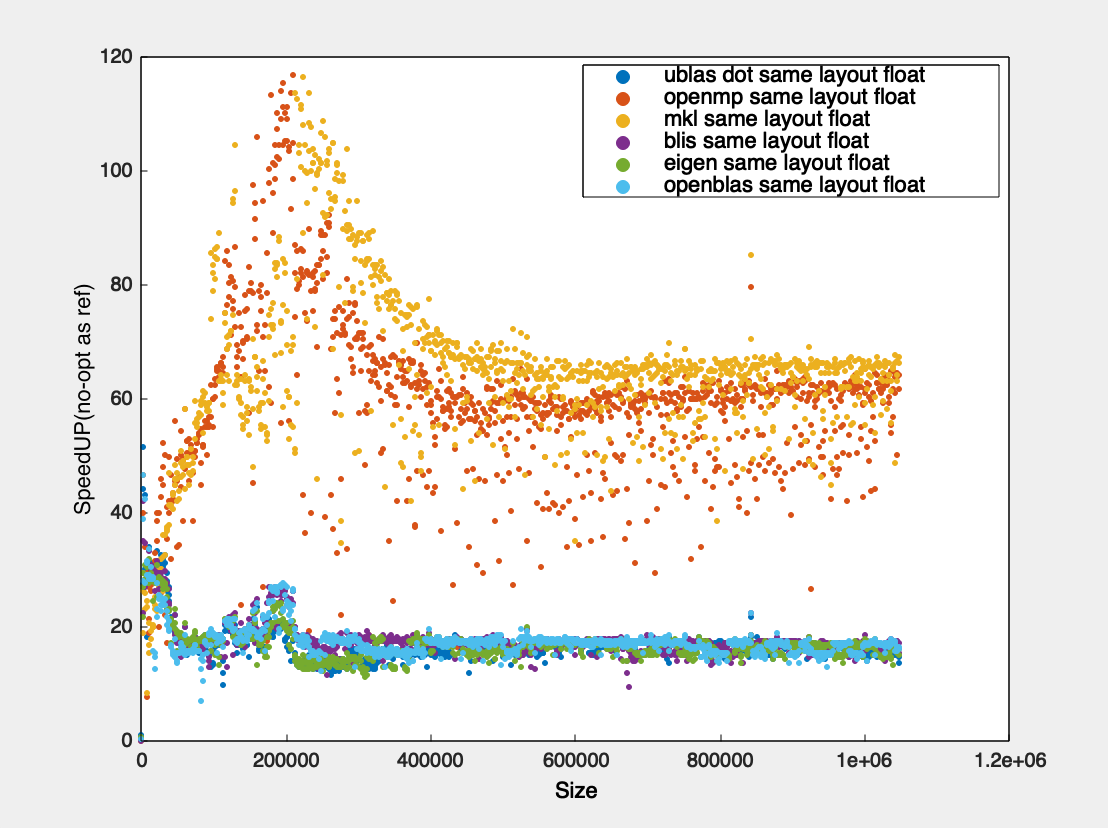 120
ublas dot same layout float
openmp same layout float
mkl same layout float
blis same layout float
eigen same layout float
openblas same layout float
100
80
60
40
20
0
SpeedUP(no-opt as ref)
0 200000 400000 600000 800000 1e+06 1.2e+06
Size